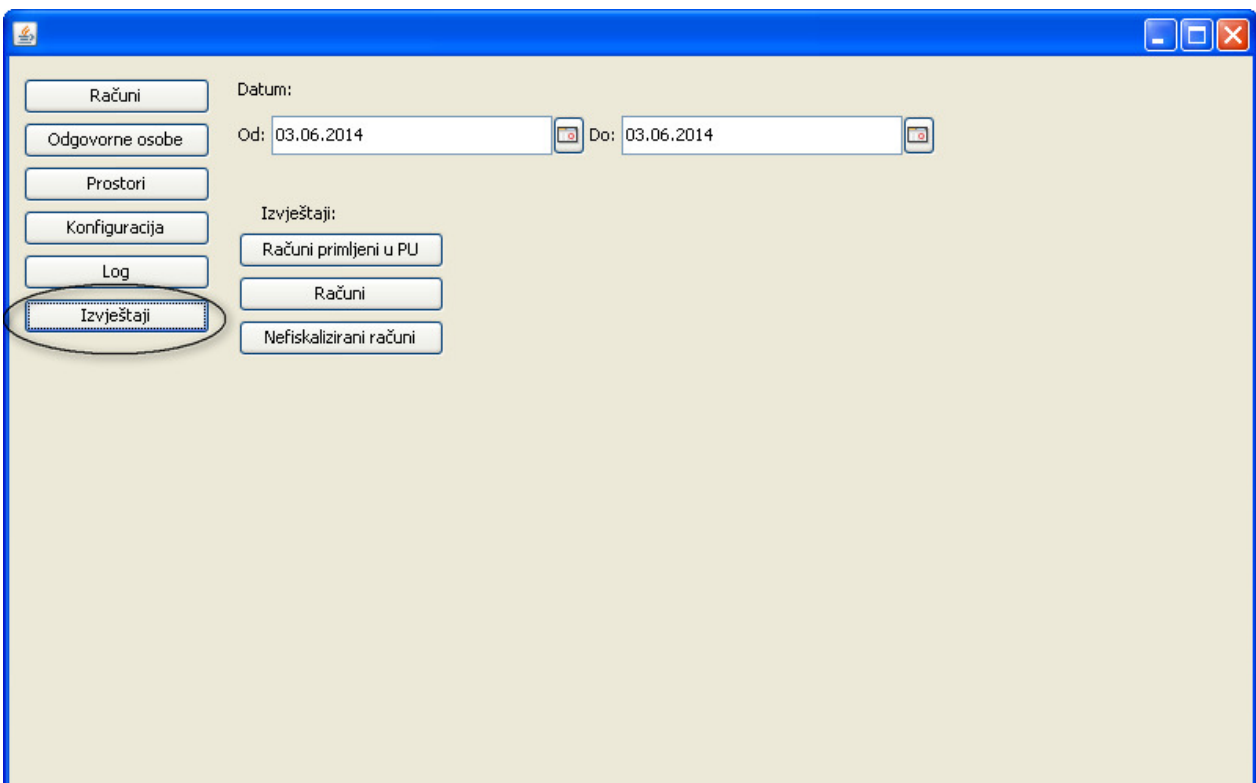 Računi
Odgovorne osobe
Prostori
Konfiguracija
Log
Izvještaji
Datum:
Od: 03.06.2014 Do: 03.06.2014
Izvještaji:
Računi primljeni u PU
Računi
Nefiskalizirani računi